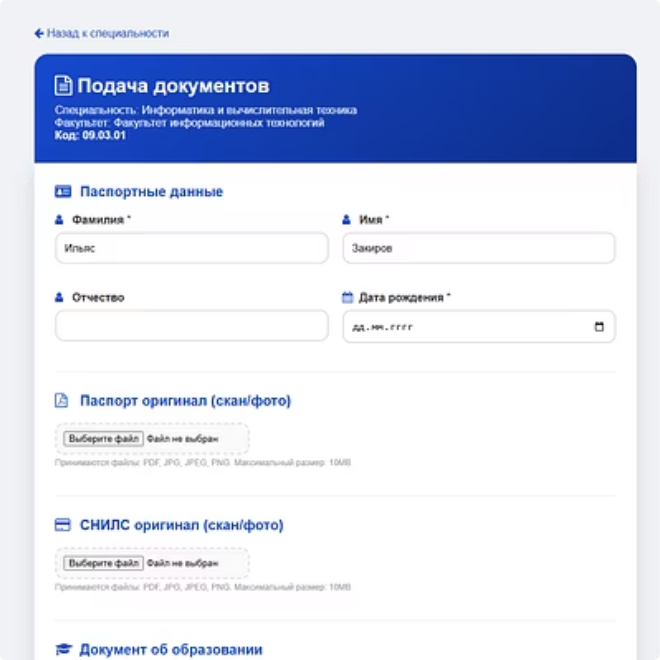 Назад к специальности
Подача документов
Специальность: Информатика и вычислительная техника
Факультет: Факультет информационных технологий
Код: 09.03.01
Паспортные данные
Фамилия *
Имя *
Ильяс
Закиров
Отчество
Дата рождения *
дд.мм.гггг
Паспорт оригинал (скан/фото)
Выберите файл Файл не выбран
Принимаются файлы: PDF, JPG, JPEG, PNG. Максимальный размер: 10MB
СНИЛС оригинал (скан/фото)
Выберите файл Файл не выбран
Принимаются файлы: PDF, JPG, JPEG, PNG. Максимальный размер: 10MB
Документ об образовании